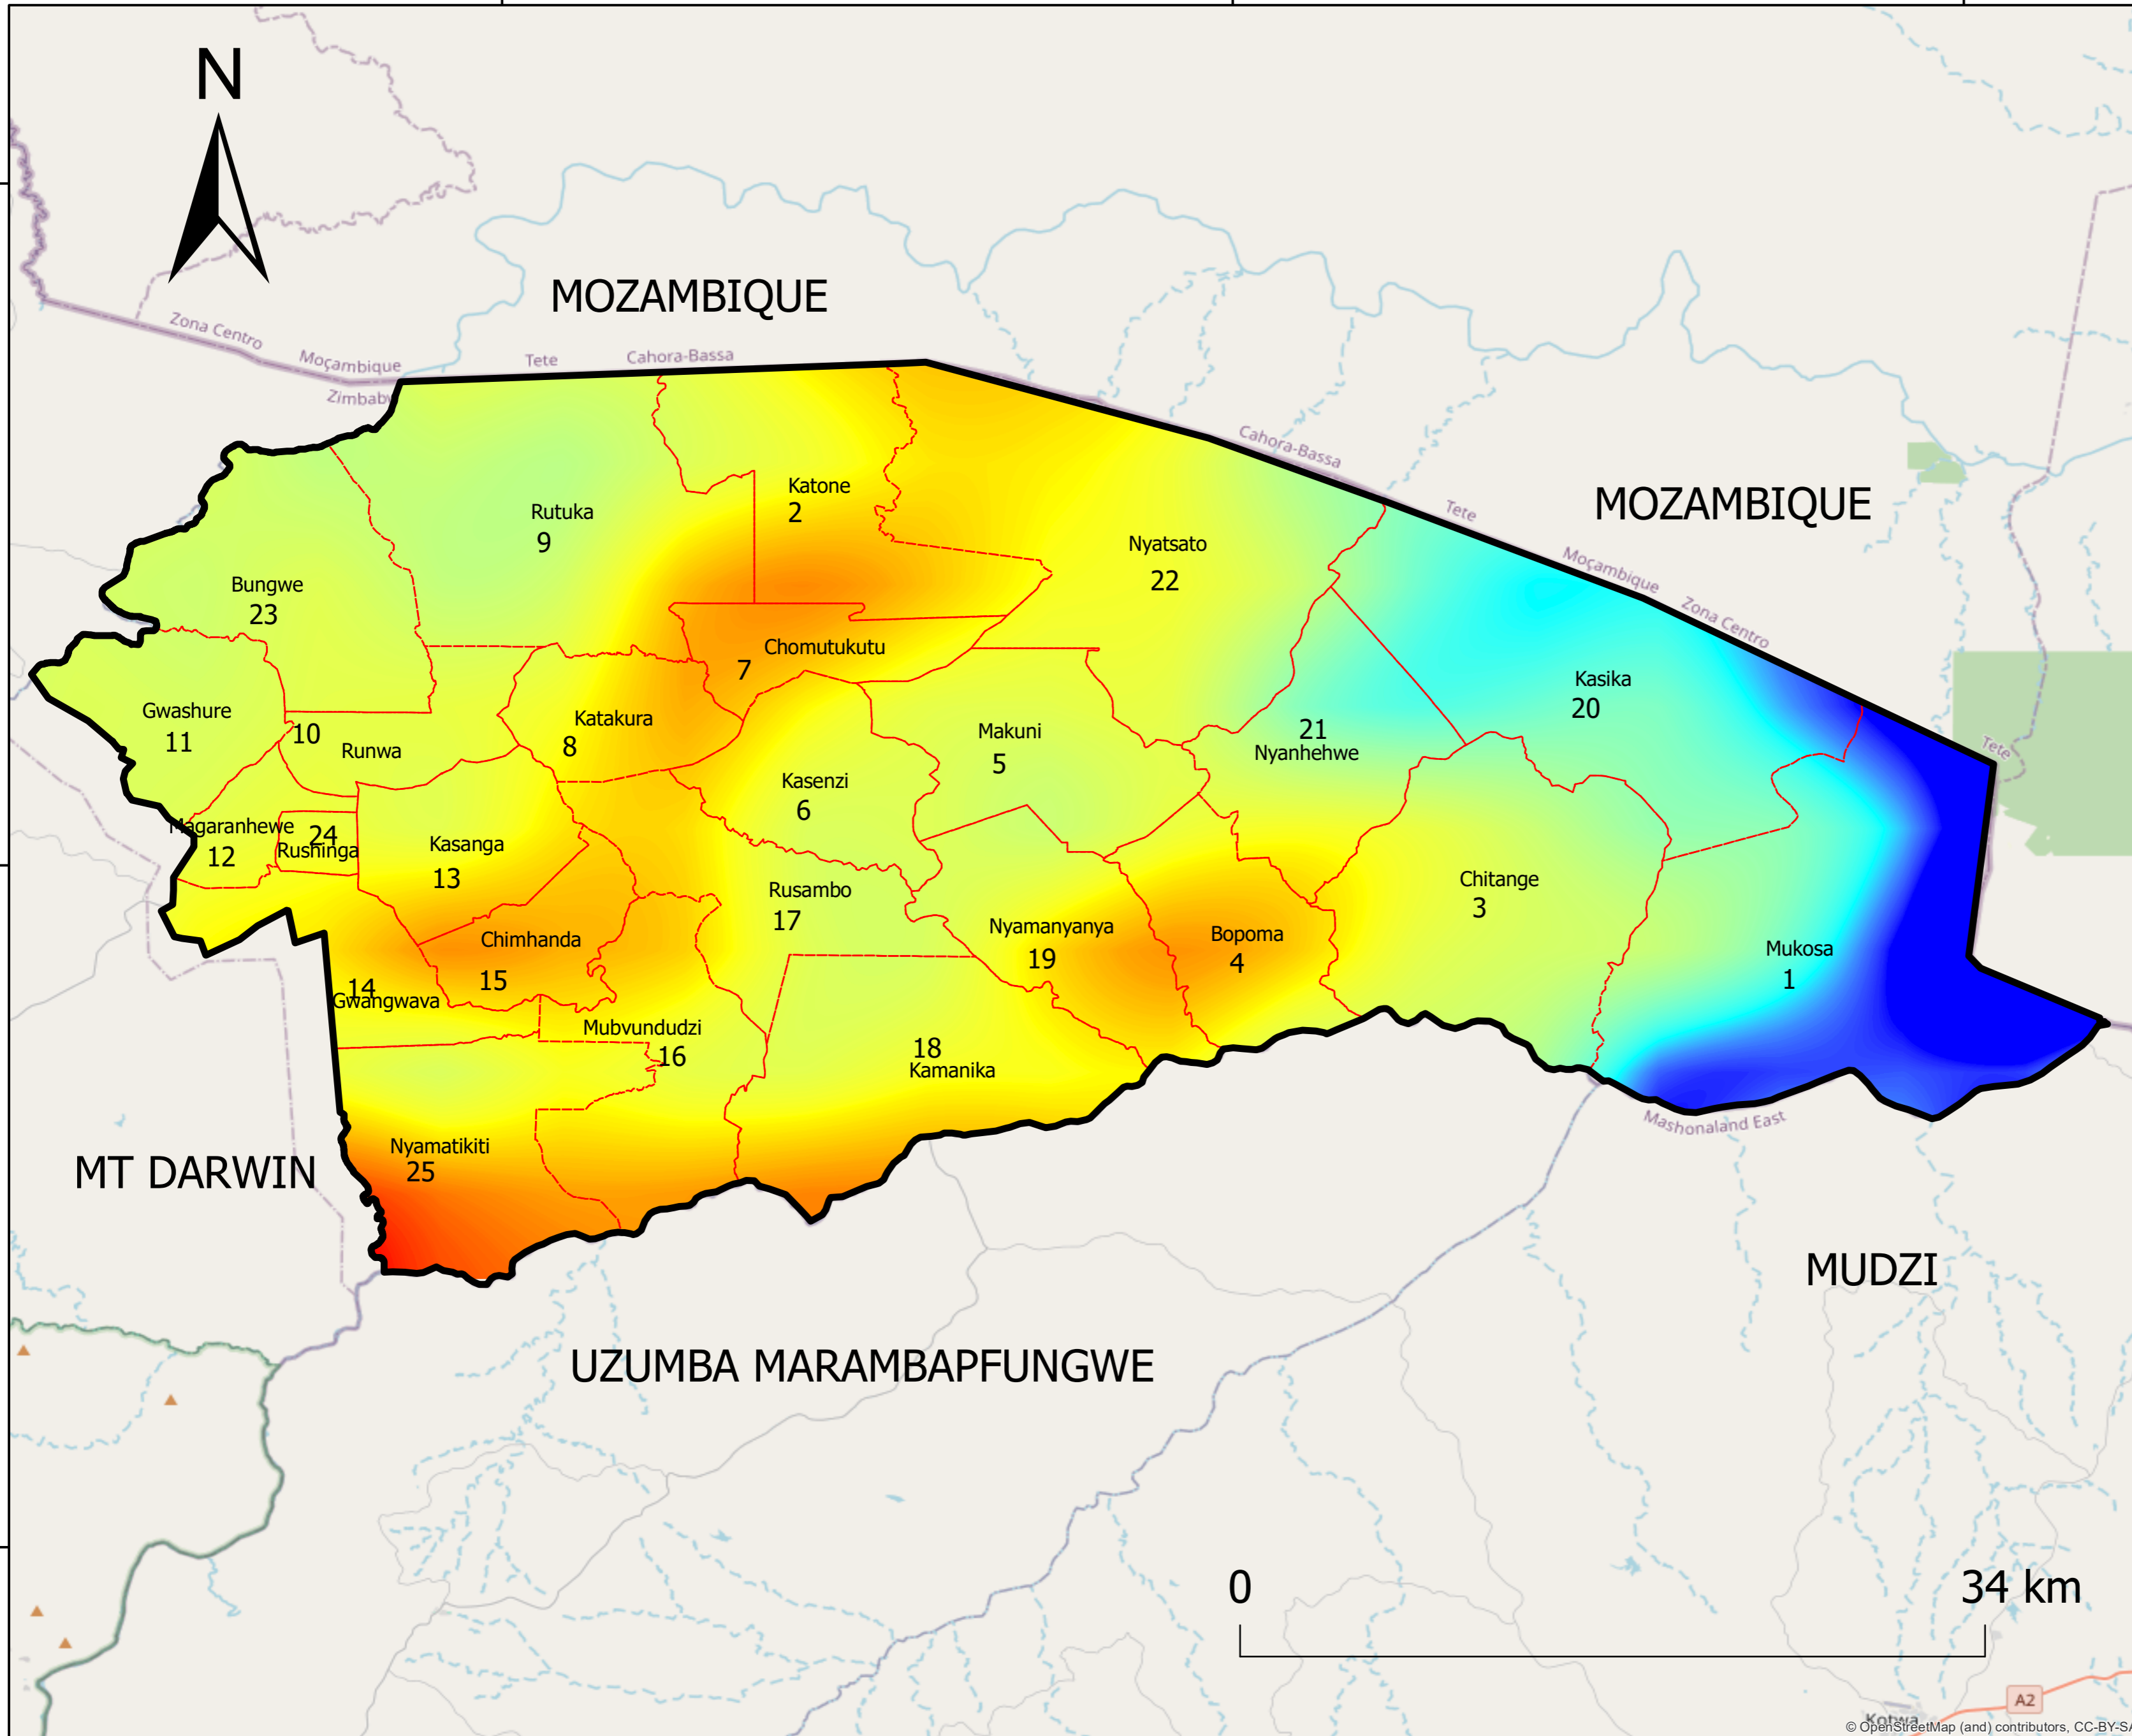 N
MOZAMBIQUE
Zona Centro
Moçambique
Tete
Cahora-Bassa
Zimbabw
Cahora-Bassa
Tete
MOZAMBIQUE
Moçambique
Zona Centro
Tete
Katone
2
Rutuka
9
Nyatsato
22
Bungwe
23
Chomutukutu
7
Kasika
20
Gwashure
11
10
Runwa
Katakura
8
Makuni
5
21
Nyanhehwe
Kasenzi
6
Magaranhewe
12
24
Rushinga
Kasanga
13
Rusambo
17
Chitange
3
Chimhanda
15
Nyamanyanya
19
Bopoma
4
Mukosa
1
14
Gwangwava
Mubvundudzi
16
18
Kamanika
Nyamatikiti
25
Mashonaland East
MT DARWIN
MUDZI
UZUMBA MARAMBAPFUNGWE
0
34 km
A2
Kotwa
© OpenStreetMap (and) contributors, CC-BY-SA